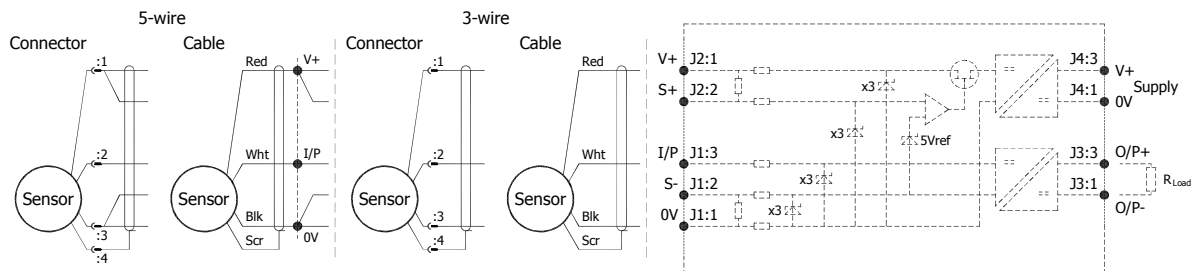 5-wire
3-wire
Connector
Cable
Connector
Cable
:1
Red
V+
:1
Red
V+
J2:1
J4:3
V+
S+
J2:2
x3
J4:1
0V
Supply
x3
5Vref
:2
Wht
I/P
:2
Wht
I/P
J1:3
J3:3
O/P+
Sensor
Sensor
Sensor
Sensor
S-
J1:2
x3
J3:1
RLoad
O/P-
:3
Blk
0V
:3
Blk
0V
J1:1
x3
:4
Scr
:4
Scr